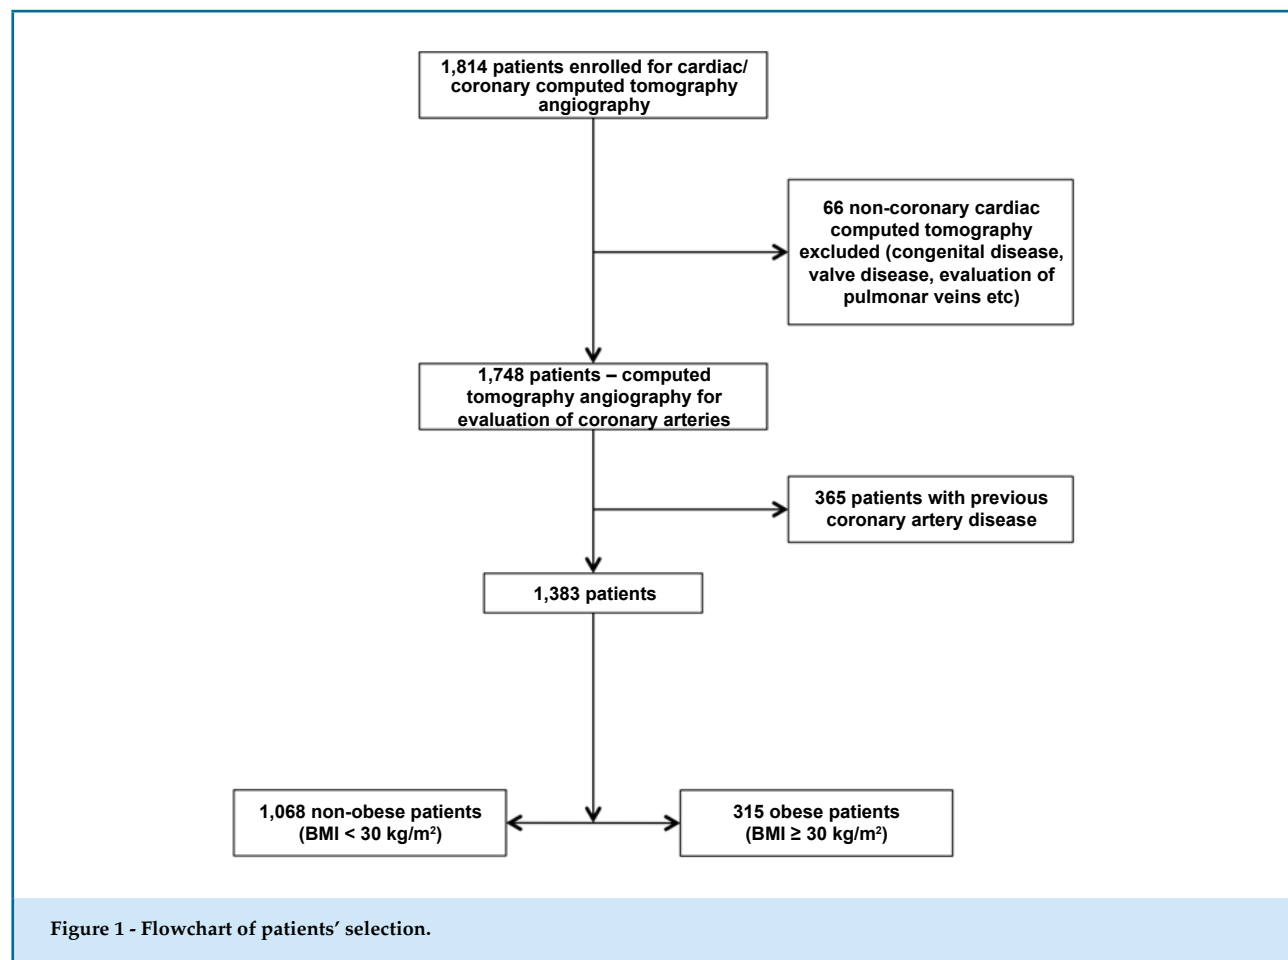 1,814 patients enrolled for cardiac/
coronary computed tomography
angiography
66 non-coronary cardiac
computed tomography
excluded (congenital disease,
valve disease, evaluation of
pulmonar veins etc)
1,748 patients – computed
tomography angiography for
evaluation of coronary arteries
365 patients with previous
coronary artery disease
1,383 patients
1,068 non-obese patients
(BMI < 30 kg/m²)
315 obese patients
(BMI ≥ 30 kg/m²)
Figure 1 - Flowchart of patients’ selection.